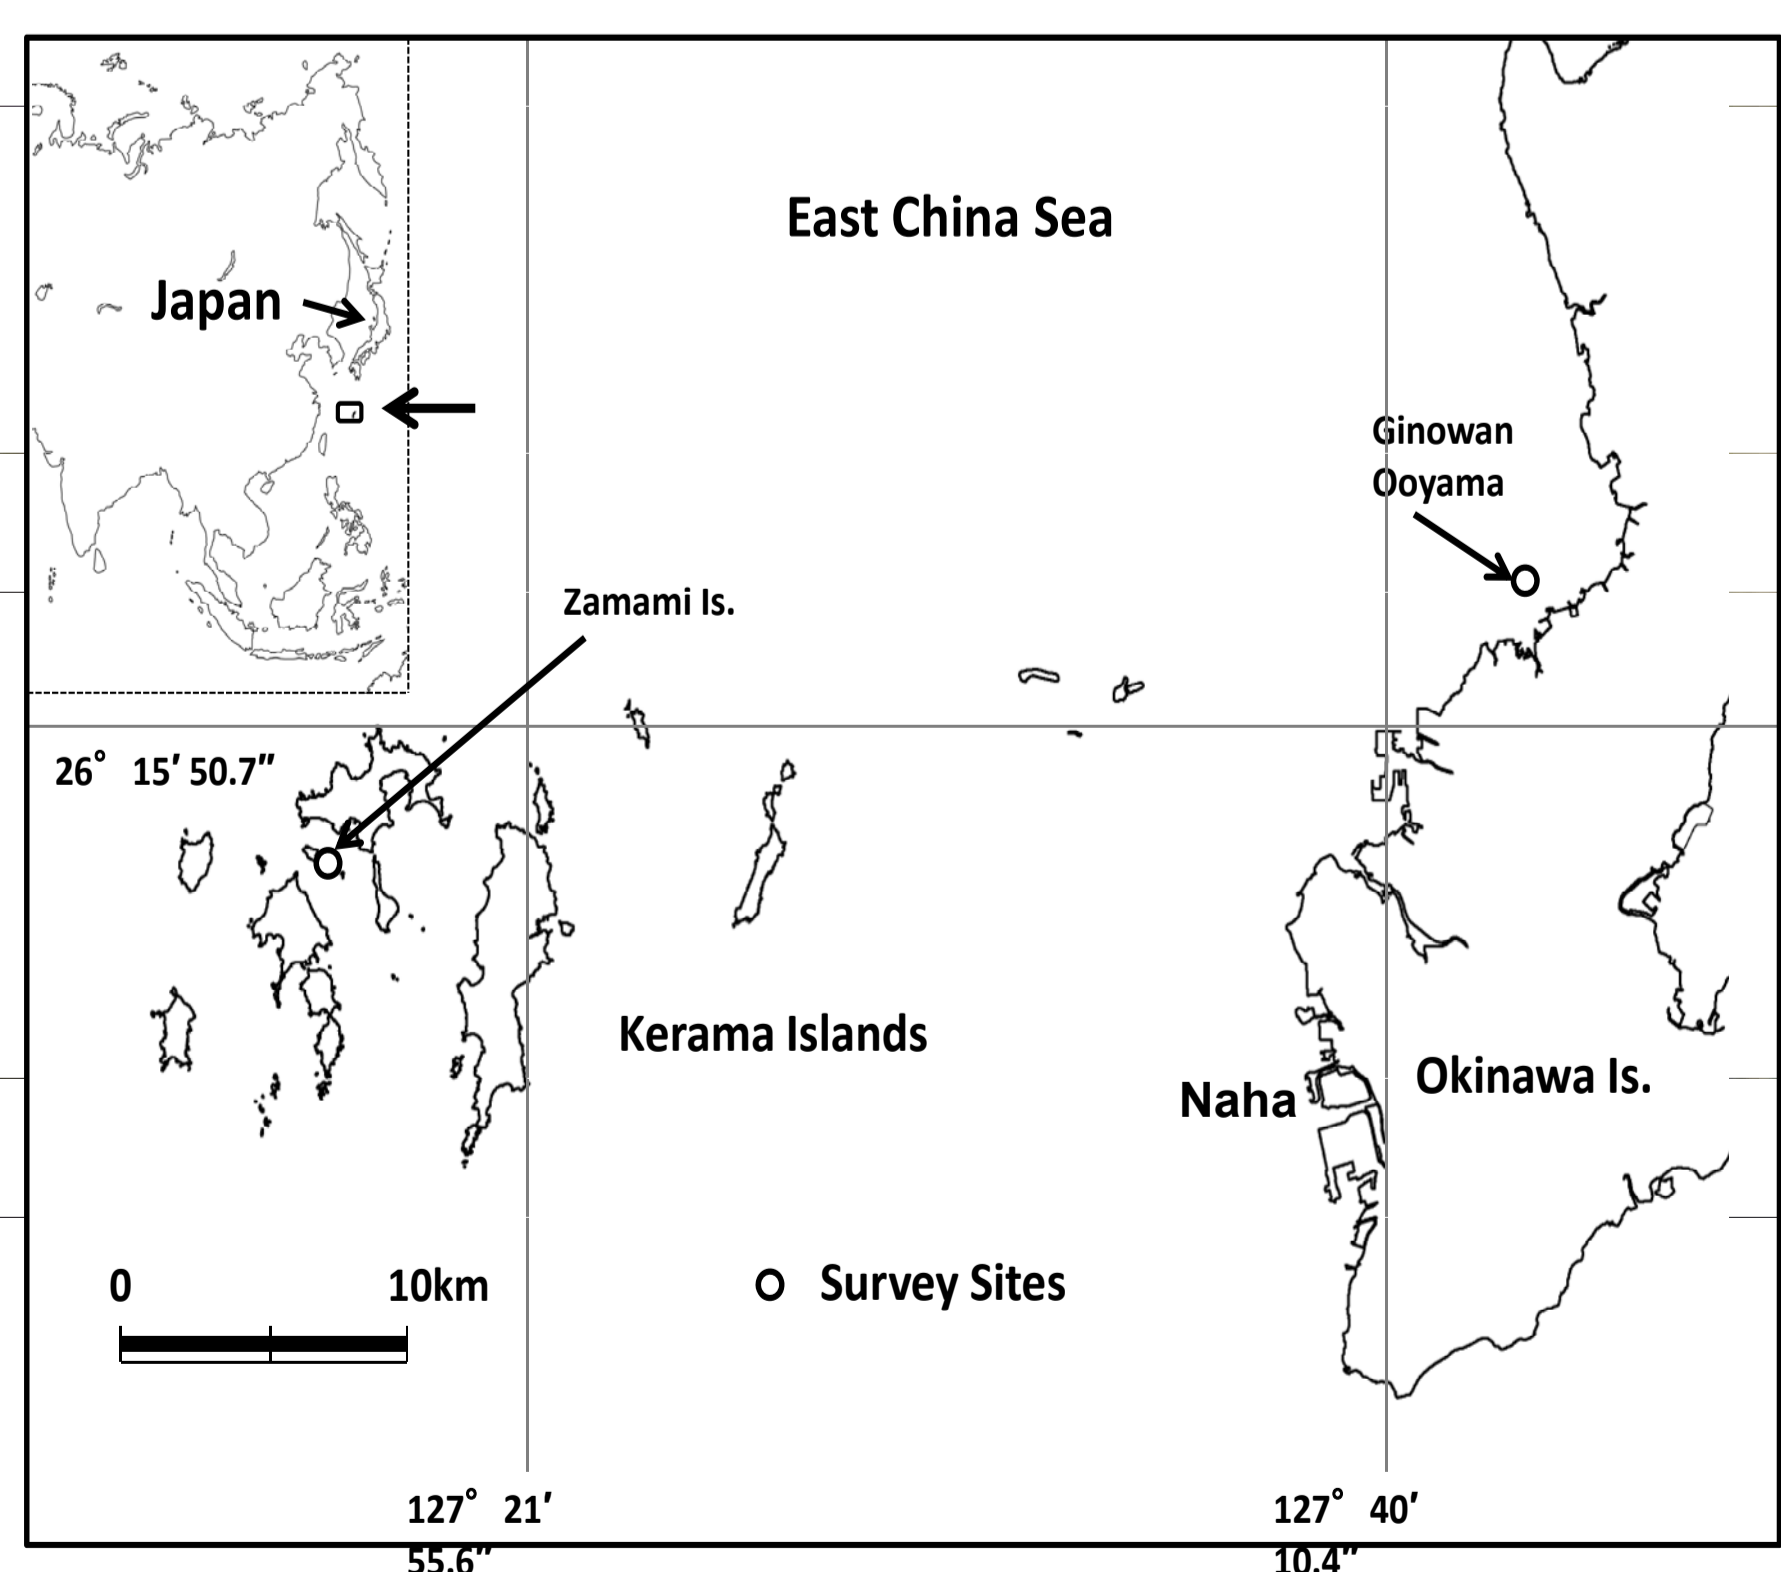 East China Sea
Japan
Ginowan
Ooyama
Zamami Is.
26° 15′ 50.7″
Kerama Islands
Naha
Okinawa Is.
0 10km
Survey Sites
127° 21′
55.6″
127° 40′
10.4″